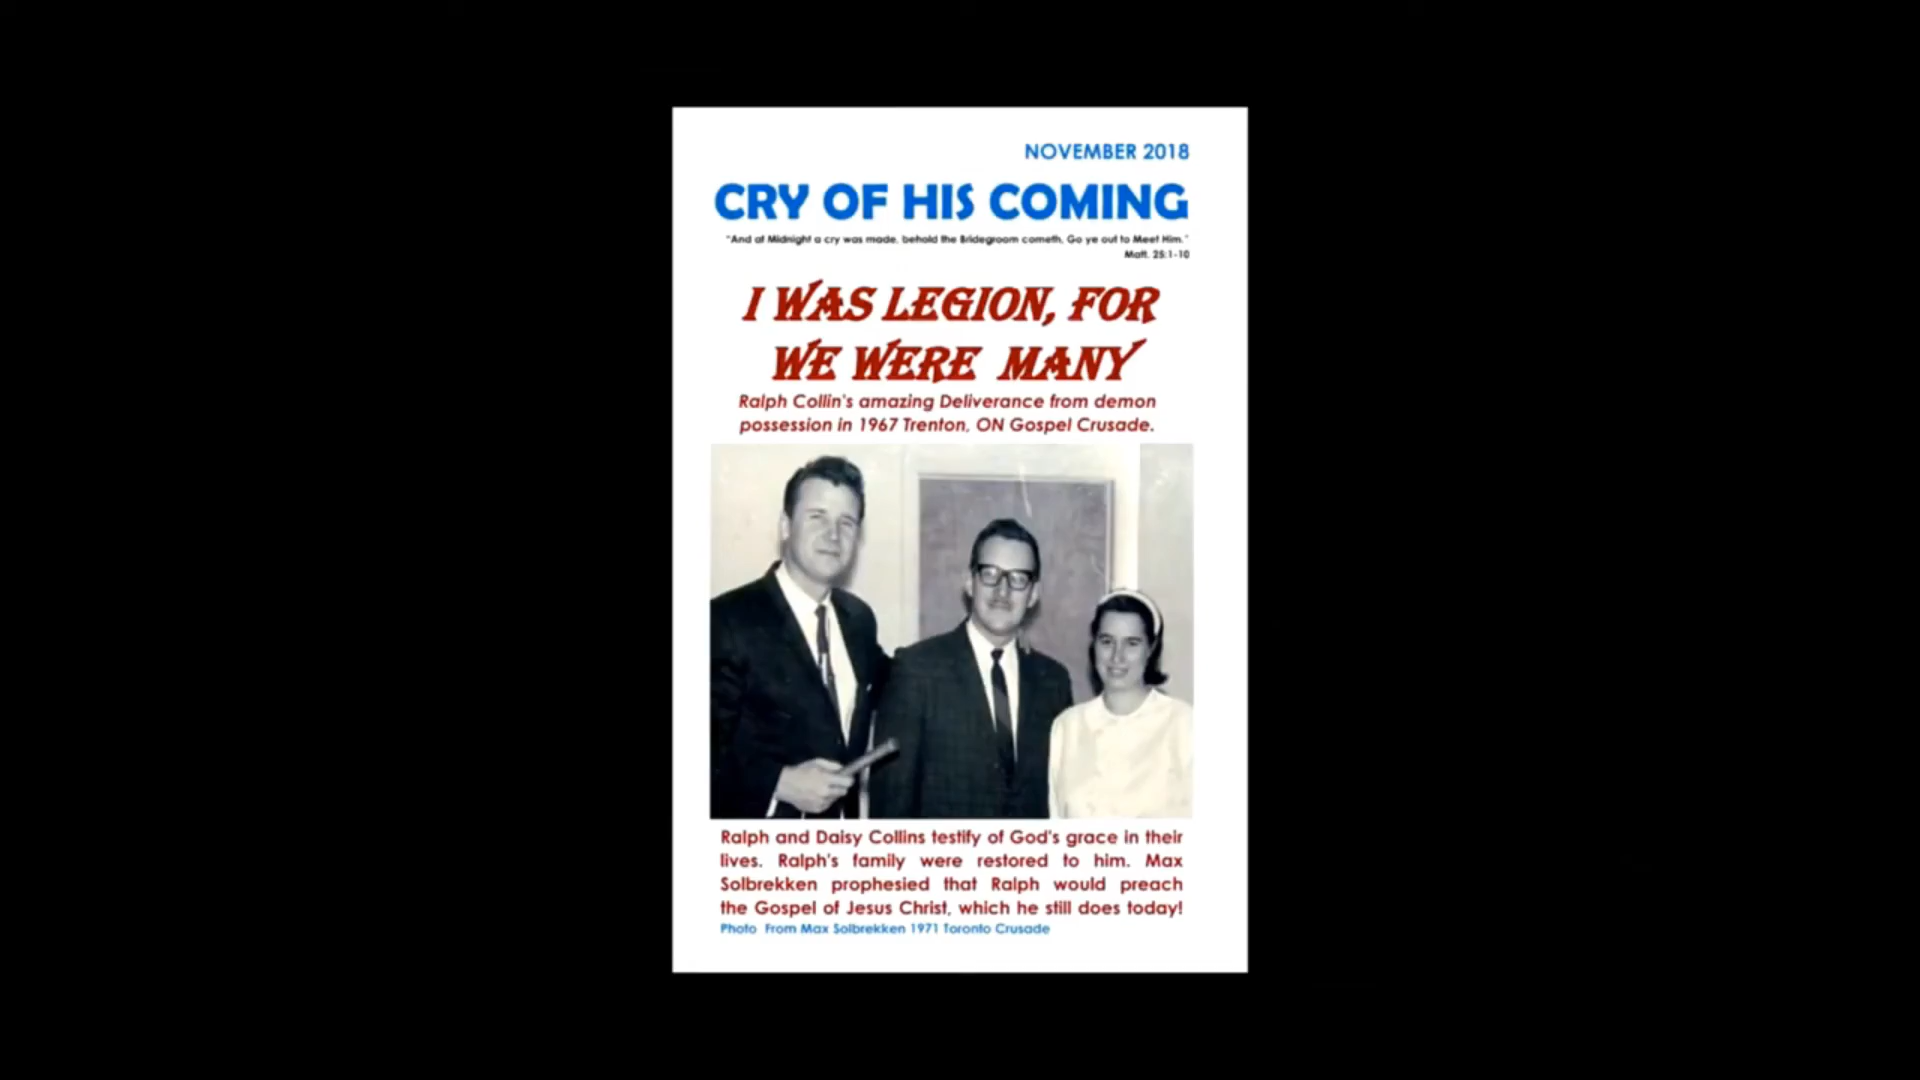 NOVEMBER 2018
CRY OF HIS COMING
"And at Midnight a cry was made, behold the Bridegroom cometh, Go ye out to Meet Him."
Matt. 25:1-10
I WAS LEGION, FOR
WE WERE MANY
Ralph Collin's amazing Deliverance from demon
possession in 1967 Trenton, ON Gospel Crusade.
Ralph and Daisy Collins testify of God's grace in their
lives. Ralph's family were restored to him. Max
Solbrekken prophesied that Ralph would preach
the Gospel of Jesus Christ, which he still does today!
Photo From Max Solbrekken 1971 Toronto Crusade